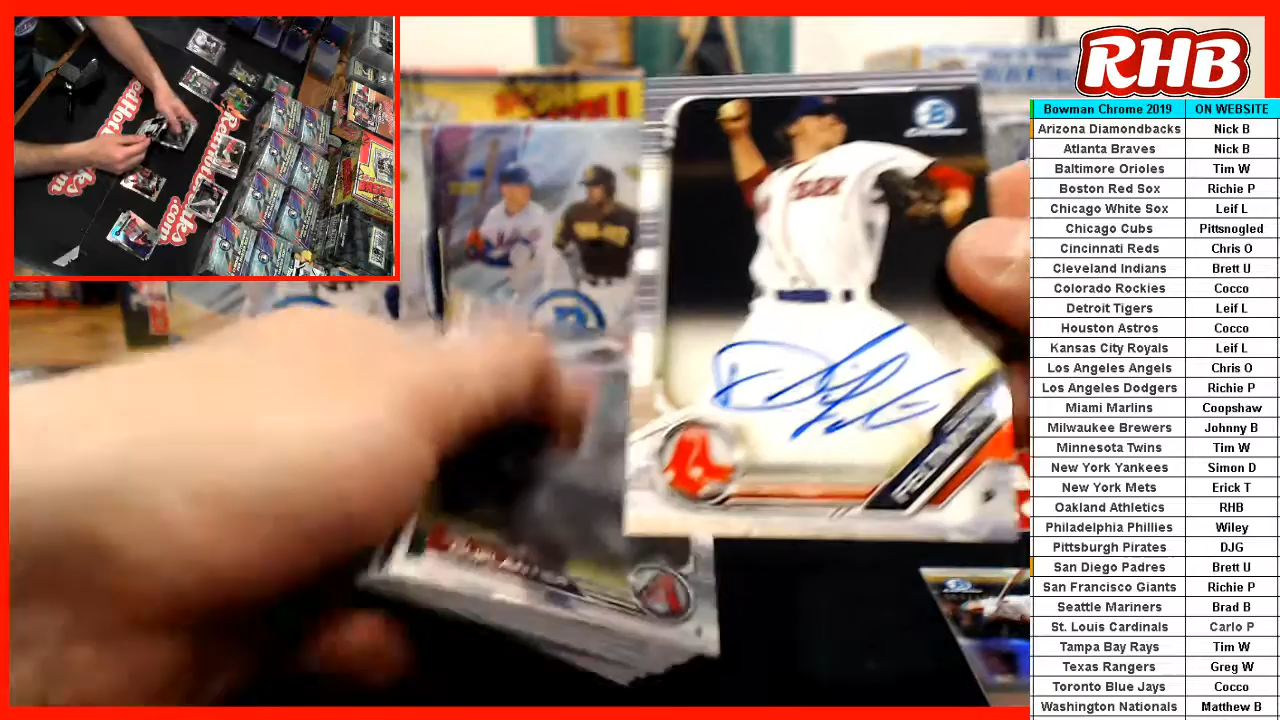 RHB
Bowman Chrome 2019 ON WEBSITE
Arizona Diamondbacks Nick B
Atlanta Braves Nick B
Baltimore Orioles Tim W
Boston Red Sox Richie P
Chicago White Sox Leif L
Chicago Cubs Pittsnogled
Cincinnati Reds Chris O
Cleveland Indians Brett U
Colorado Rockies Cocco
Detroit Tigers Leif L
Houston Astros Cocco
Kansas City Royals Leif L
Los Angeles Angels Chris O
Los Angeles Dodgers Richie P
Miami Marlins Coopshaw
Milwaukee Brewers Johnny B
Minnesota Twins Tim W
New York Yankees Simon D
New York Mets Erick T
Oakland Athletics RHB
Philadelphia Phillies Wiley
Pittsburgh Pirates DJG
San Diego Padres Brett U
San Francisco Giants Richie P
Seattle Mariners Brad B
St. Louis Cardinals Carlo P
Tampa Bay Rays Tim W
Texas Rangers Greg W
Toronto Blue Jays Cocco
Washington Nationals Matthew B